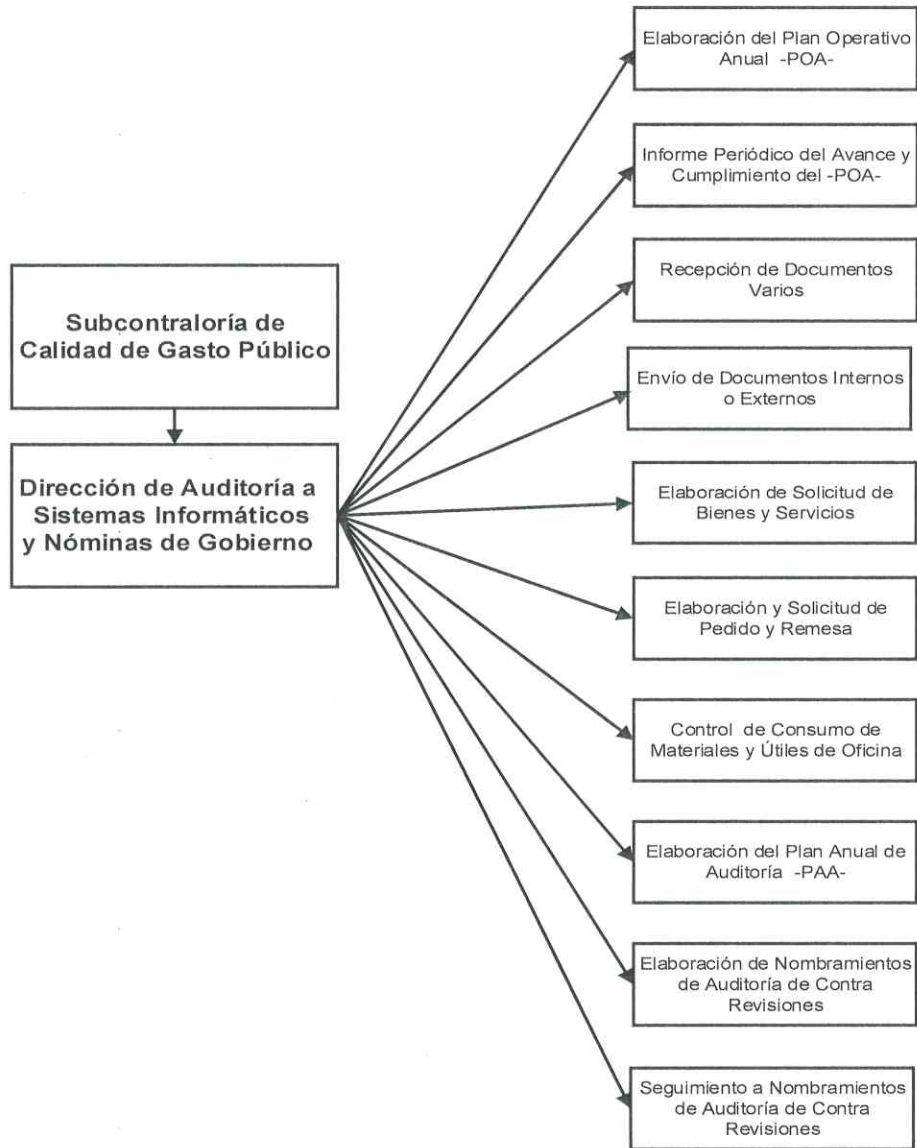 Elaboración del Plan Operativo
Anual -POA-
Informe Periódico del Avance y
Cumplimiento del -POA-
Recepción de Documentos
Varios
Subcontraloría de
Calidad de Gasto Público
Envío de Documentos Internos
o Externos
Dirección de Auditoría a
Sistemas Informáticos
y Nóminas de Gobierno
Elaboración de Solicitud de
Bienes y Servicios
Elaboración y Solicitud de
Pedido y Remesa
Control de Consumo de
Materiales y Útiles de Oficina
Elaboración del Plan Anual de
Auditoría -PAA-
Elaboración de Nombramientos
de Auditoría de Contra
Revisiones
Seguimiento a Nombramientos
de Auditoría de Contra
Revisiones